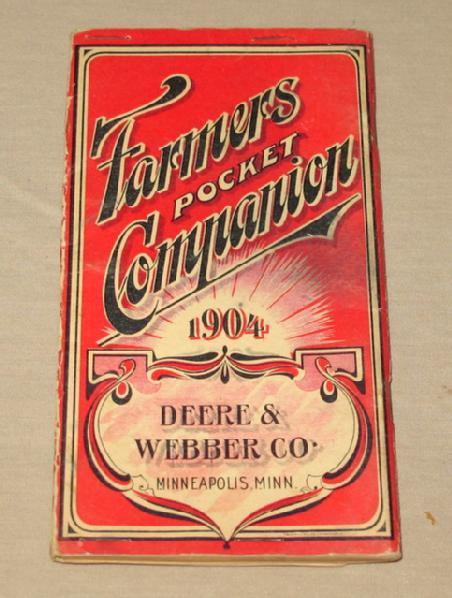 Farmers
POCKET
Companion
1904
DEERE &
WEBBER CO.
MINNEAPOLIS, MINN.